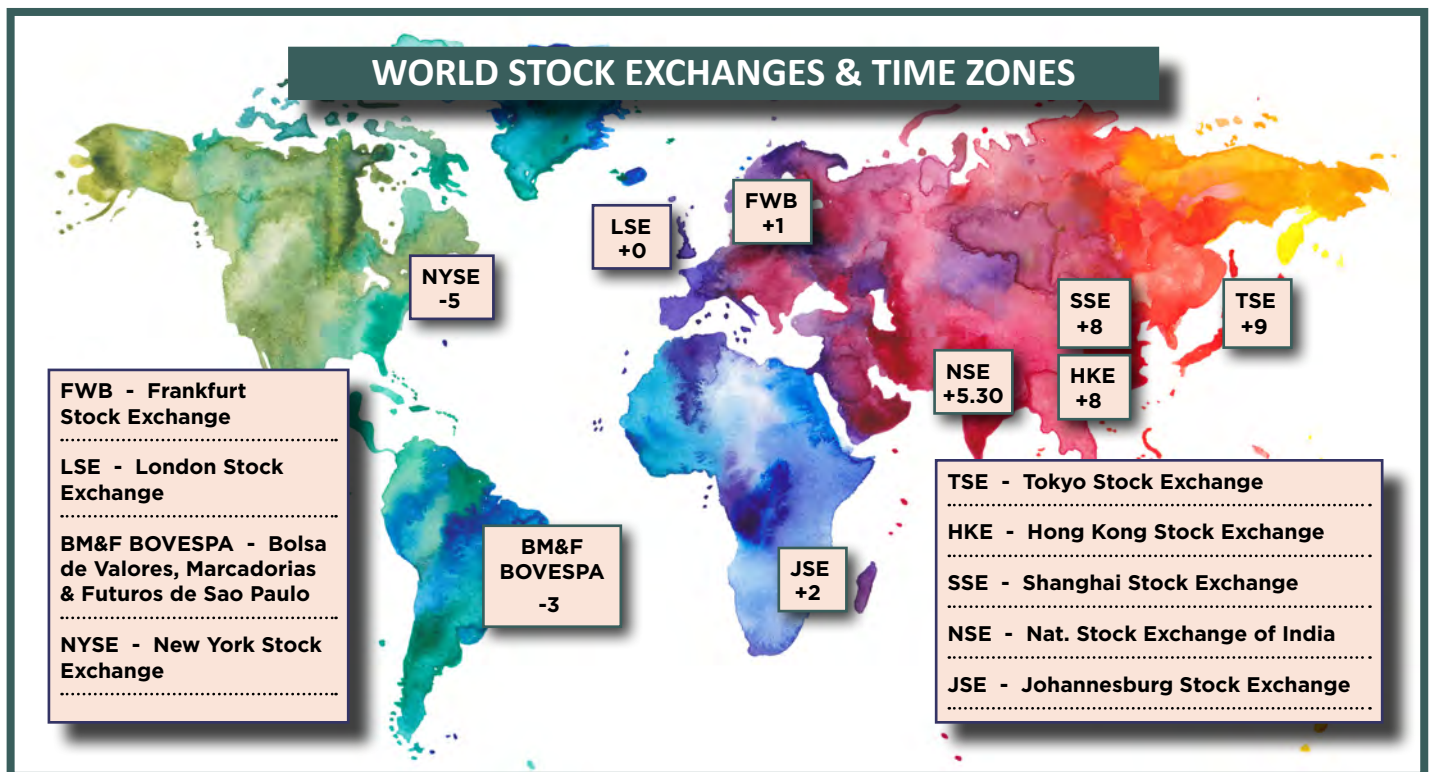 WORLD STOCK EXCHANGES & TIME ZONES
FWB
+1
LSE
+0
NYSE
-5
SSE
+8
TSE
+9
NSE
+5.30
HKE
+8
BM&F
BOVESPA
-3
JSE
+2
FWB - Frankfurt
Stock Exchange
LSE - London Stock
Exchange
BM&F BOVESPA - Bolsa
de Valores, Marcadorias
& Futuros de Sao Paulo
NYSE - New York Stock
Exchange
TSE - Tokyo Stock Exchange
HKE - Hong Kong Stock Exchange
SSE - Shanghai Stock Exchange
NSE - Nat. Stock Exchange of India
JSE - Johannesburg Stock Exchange